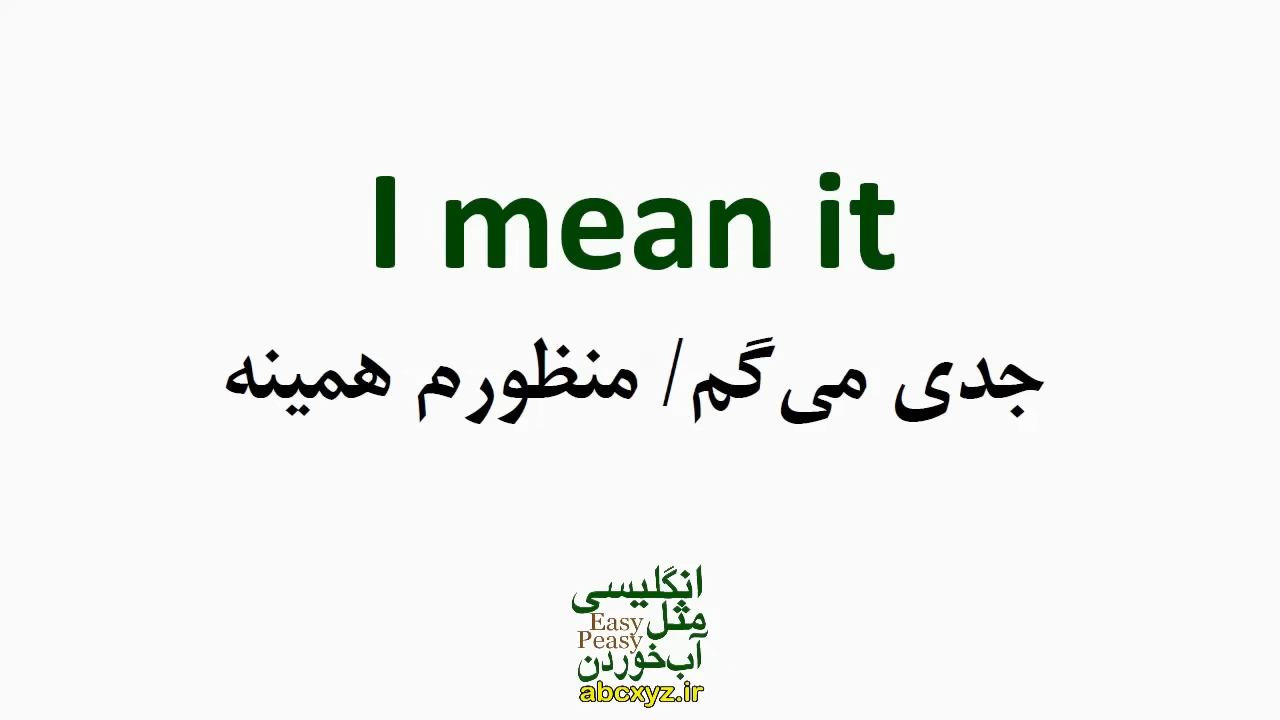 I mean it
جدی می‌گم/ منظورم همینه
انگلیسی
مثل Easy
Peasy
آب‌خوردن
abcxyz.ir